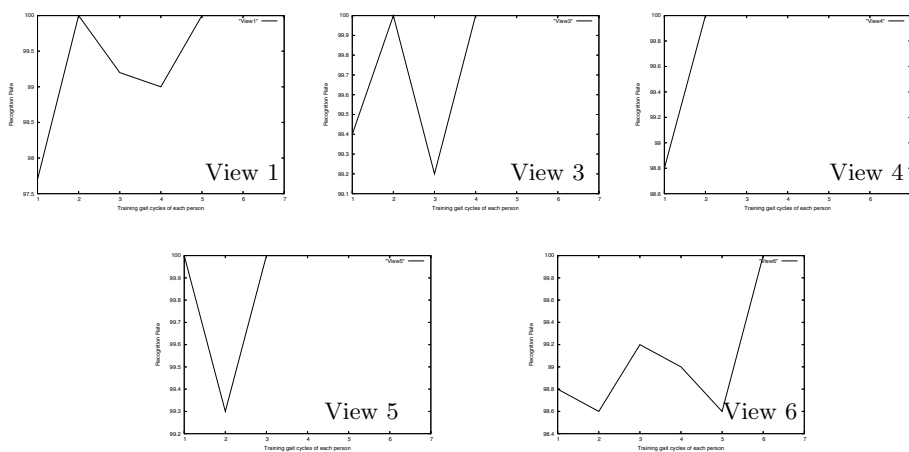 100
99.5
99
98.5
98
97.5
1 2 3 4 5 6 7
Recognition Rate
Training gait cycles of each person
"View1"
View 1
100
99.9
99.8
99.7
99.6
99.5
99.4
99.3
99.2
99.1
1 2 3 4 5 6 7
Recognition Rate
Training gait cycles of each person
"View3"
View 3
100
99.8
99.6
99.4
99.2
99
98.8
98.6
1 2 3 4 5 6 7
Recognition Rate
Training gait cycles of each person
"View4"
View 4
100
99.9
99.8
99.7
99.6
99.5
99.4
99.3
99.2
1 2 3 4 5 6 7
Recognition Rate
Training gait cycles of each person
"View5"
View 5
100
99.8
99.6
99.4
99.2
99
98.8
98.6
98.4
1 2 3 4 5 6 7
Recognition Rate
Training gait cycles of each person
"View6"
View 6